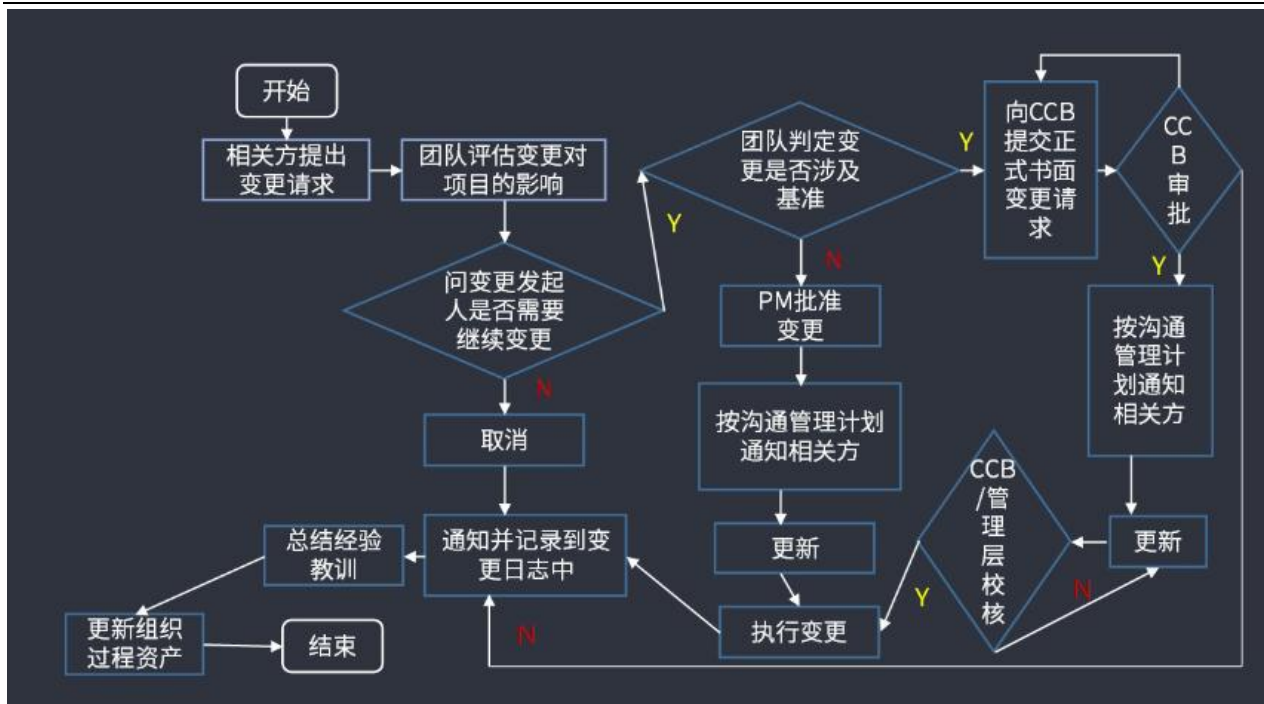 开始
相关方提出
变更请求
团队评估变更对
项目的影响
问变更发起
人是否需要
继续变更
Y
N
取消
通知并记录到变
更日志中
总结经验
教训
更新组织
过程资产
结束
团队判定变
更是否涉及
基准
Y
N
PM批准
变更
按沟通管理计划
通知相关方
更新
执行变更
向CCB
提交正
式书面
变更请
求
CC
B
审
批
Y
N
按沟通
管理计
划通知
相关方
更新
CCB
/管
理
层
校
核
N
Y